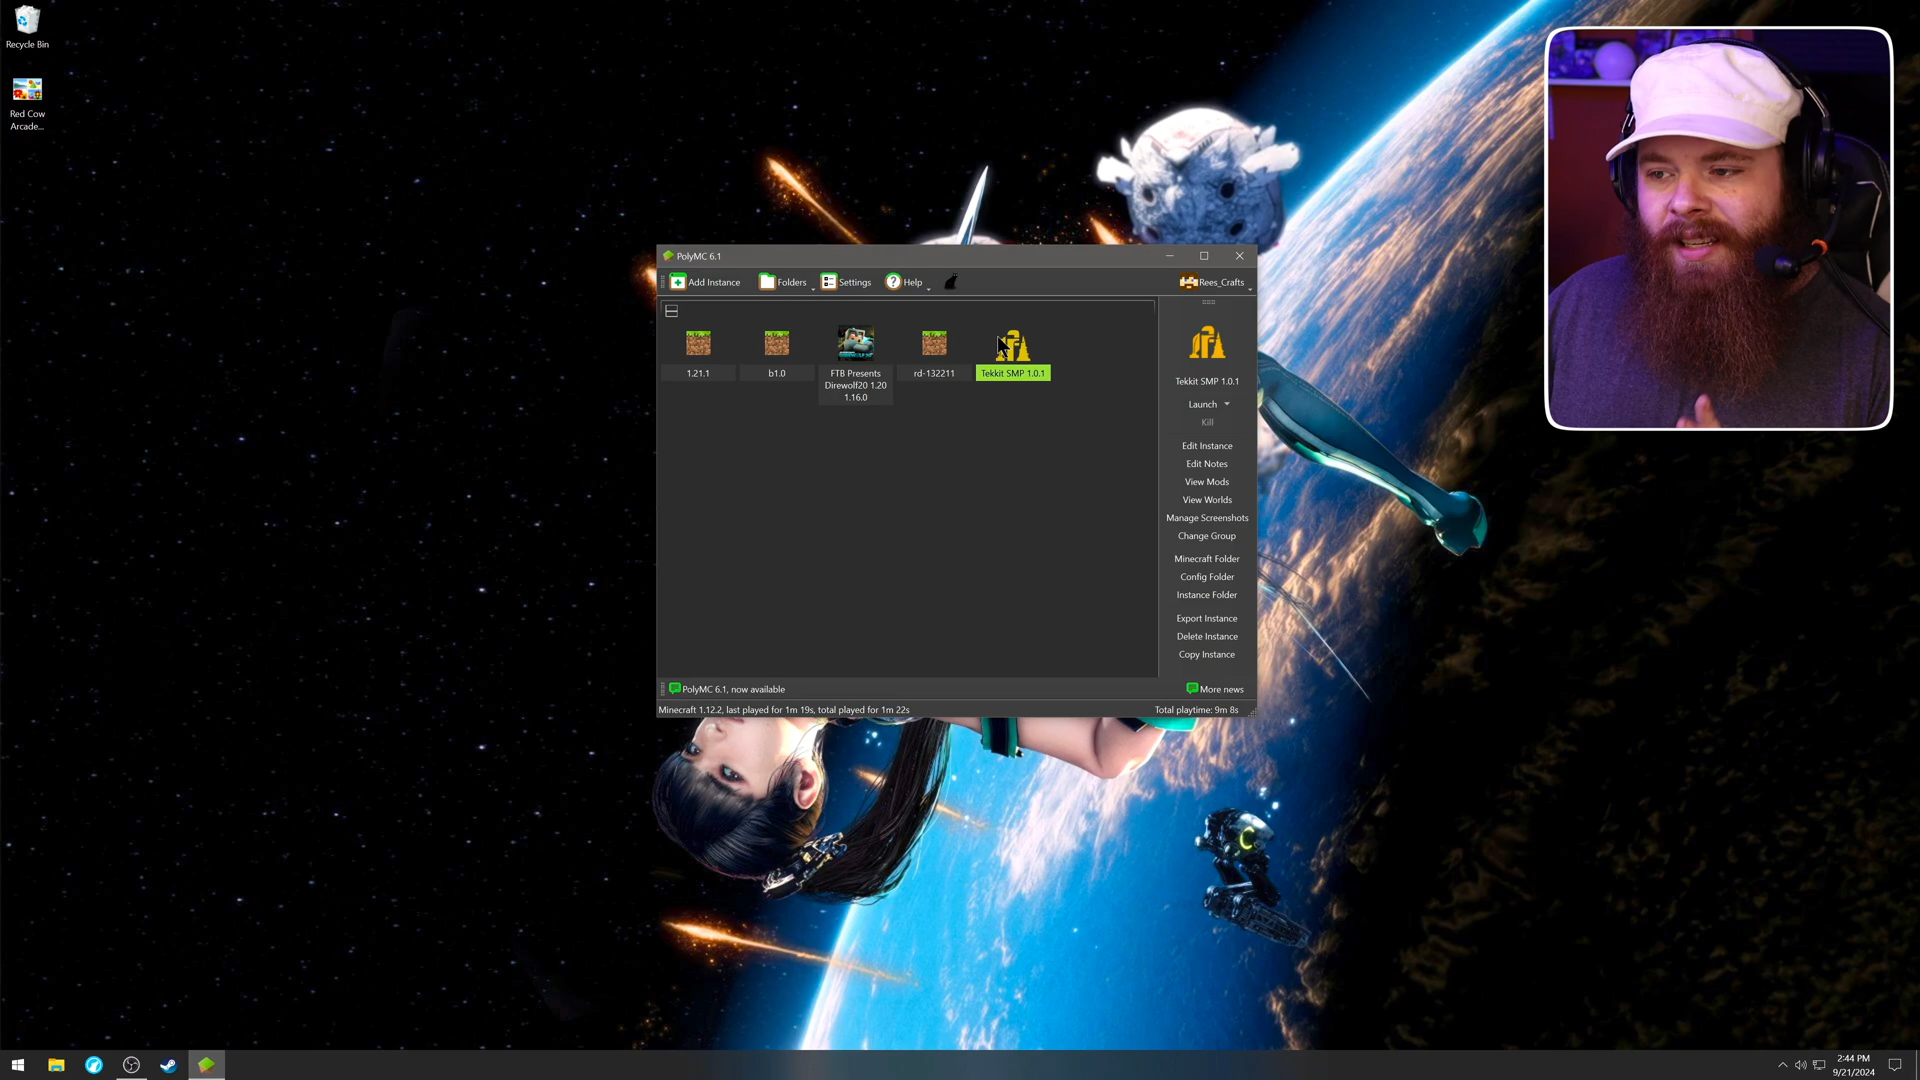 Recycle Bin
Red Cow
Arcade...
PolyMC 6.1
Add Instance
Folders
Settings
Help
Rees_Crafts
1.21.1
b1.0
FTB Presents
Direwolf20 1.20
1.16.0
rd-132211
Tekkit SMP 1.0.1
Tekkit SMP 1.0.1
Launch
Kill
Edit Instance
Edit Notes
View Mods
View Worlds
Manage Screenshots
Change Group
Minecraft Folder
Config Folder
Instance Folder
Export Instance
Delete Instance
Copy Instance
PolyMC 6.1, now available
More news
Minecraft 1.12.2, last played for 1m 19s, total played for 1m 22s
Total playtime: 9m 8s
2:44 PM
9/21/2024